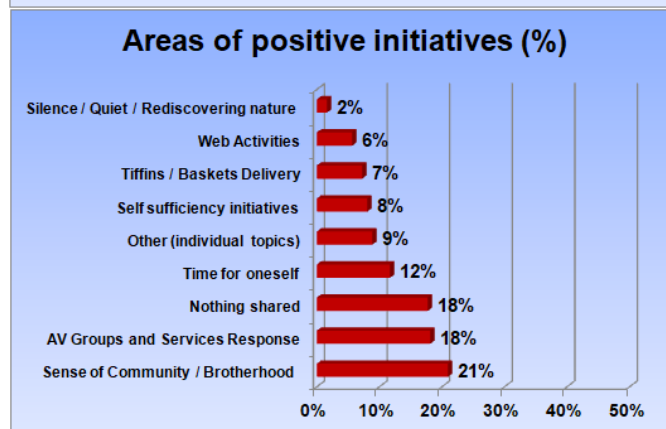 Areas of positive initiatives (%)
Silence / Quiet / Rediscovering nature 2%
Web Activities 6%
Tiffins / Baskets Delivery 7%
Self sufficiency initiatives 8%
Other (individual topics) 9%
Time for oneself 12%
Nothing shared 18%
AV Groups and Services Response 18%
Sense of Community / Brotherhood 21%
0% 10% 20% 30% 40% 50%